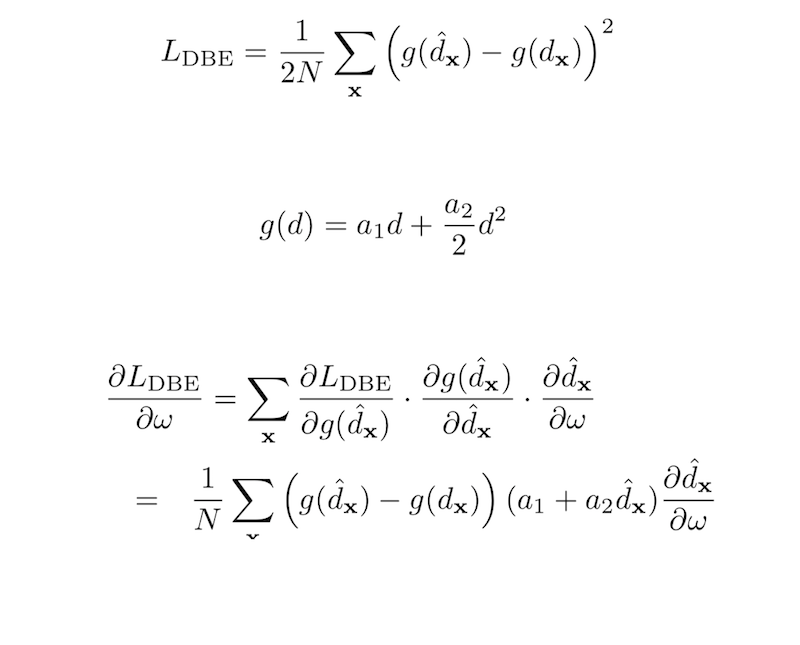 L_DBE = \frac{1}{2N} \sum_{\mathbf{x}} \left( g(\hat{d}_{\mathbf{x}}) - g(d_{\mathbf{x}}) \right)^2
g(d) = a_1 d + \frac{a_2}{2} d^2
\frac{\partial L_{DBE}}{\partial \omega} = \sum_{\mathbf{x}} \frac{\partial L_{DBE}}{\partial g(\hat{d}_{\mathbf{x}})} \cdot \frac{\partial g(\hat{d}_{\mathbf{x}})}{\partial \hat{d}_{\mathbf{x}}} \cdot \frac{\partial \hat{d}_{\mathbf{x}}}{\partial \omega}
= \frac{1}{N} \sum_{\mathbf{x}} \left( g(\hat{d}_{\mathbf{x}}) - g(d_{\mathbf{x}}) \right) (a_1 + a_2 \hat{d}_{\mathbf{x}}) \frac{\partial \hat{d}_{\mathbf{x}}}{\partial \omega}